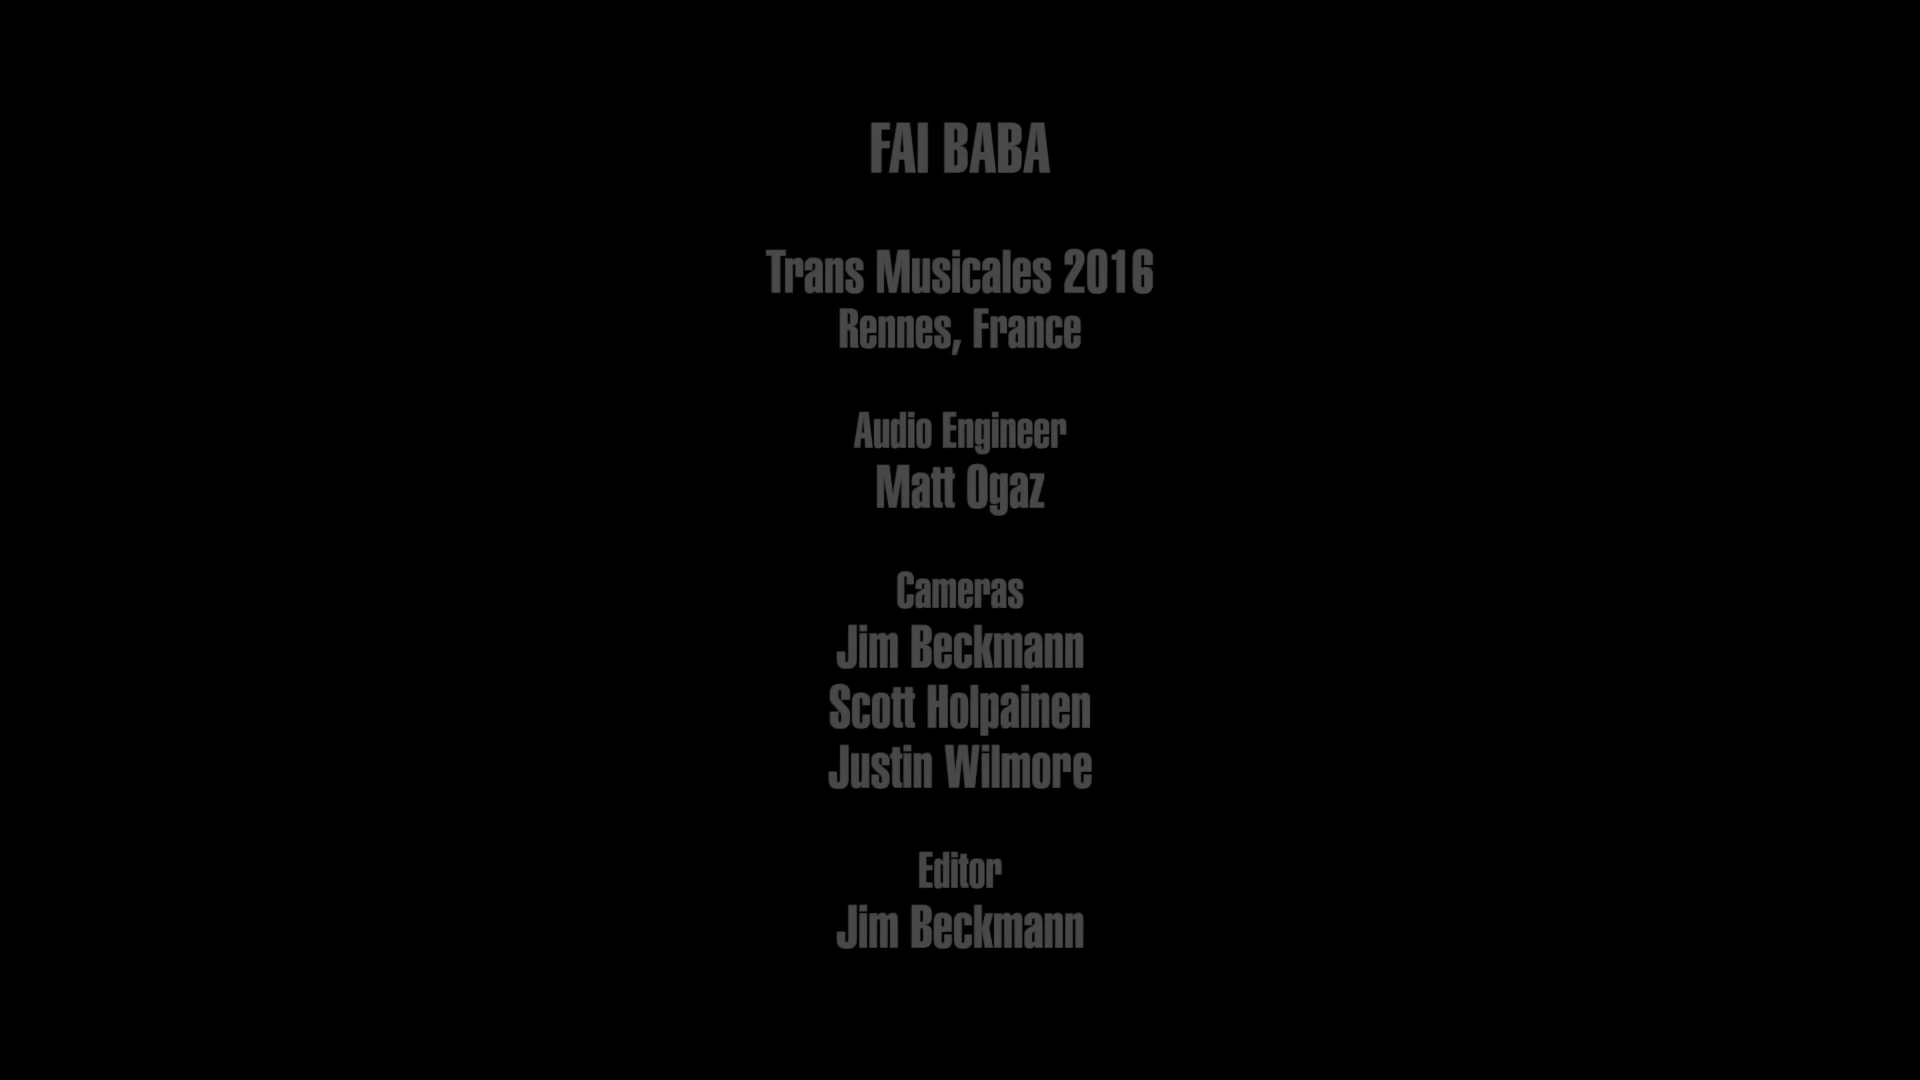 FAI BABA
Trans Musicales 2016
Rennes, France
Audio Engineer
Matt Ogaz
Cameras
Jim Beckmann
Scott Holpainen
Justin Wilmore
Editor
Jim Beckmann